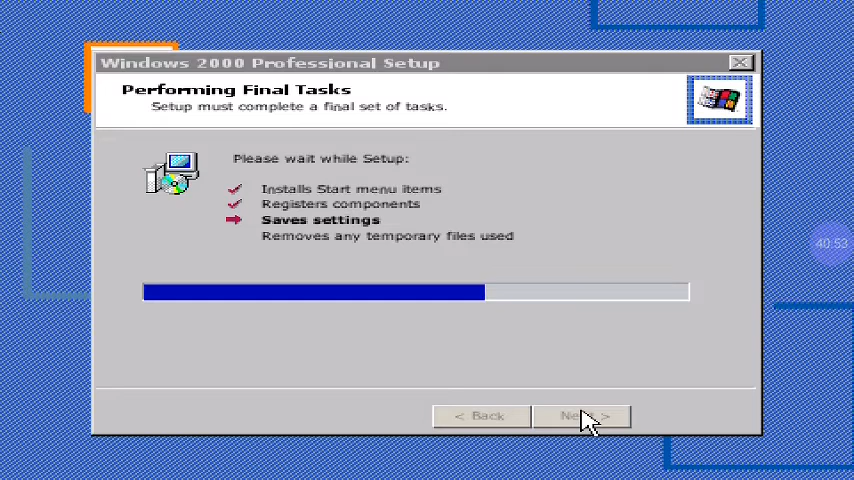 Windows 2000 Professional Setup
Performing Final Tasks
Setup must complete a final set of tasks.
Please wait while Setup:
Installs Start menu items
Registers components
Saves settings
Removes any temporary files used
40:53
< Back
>